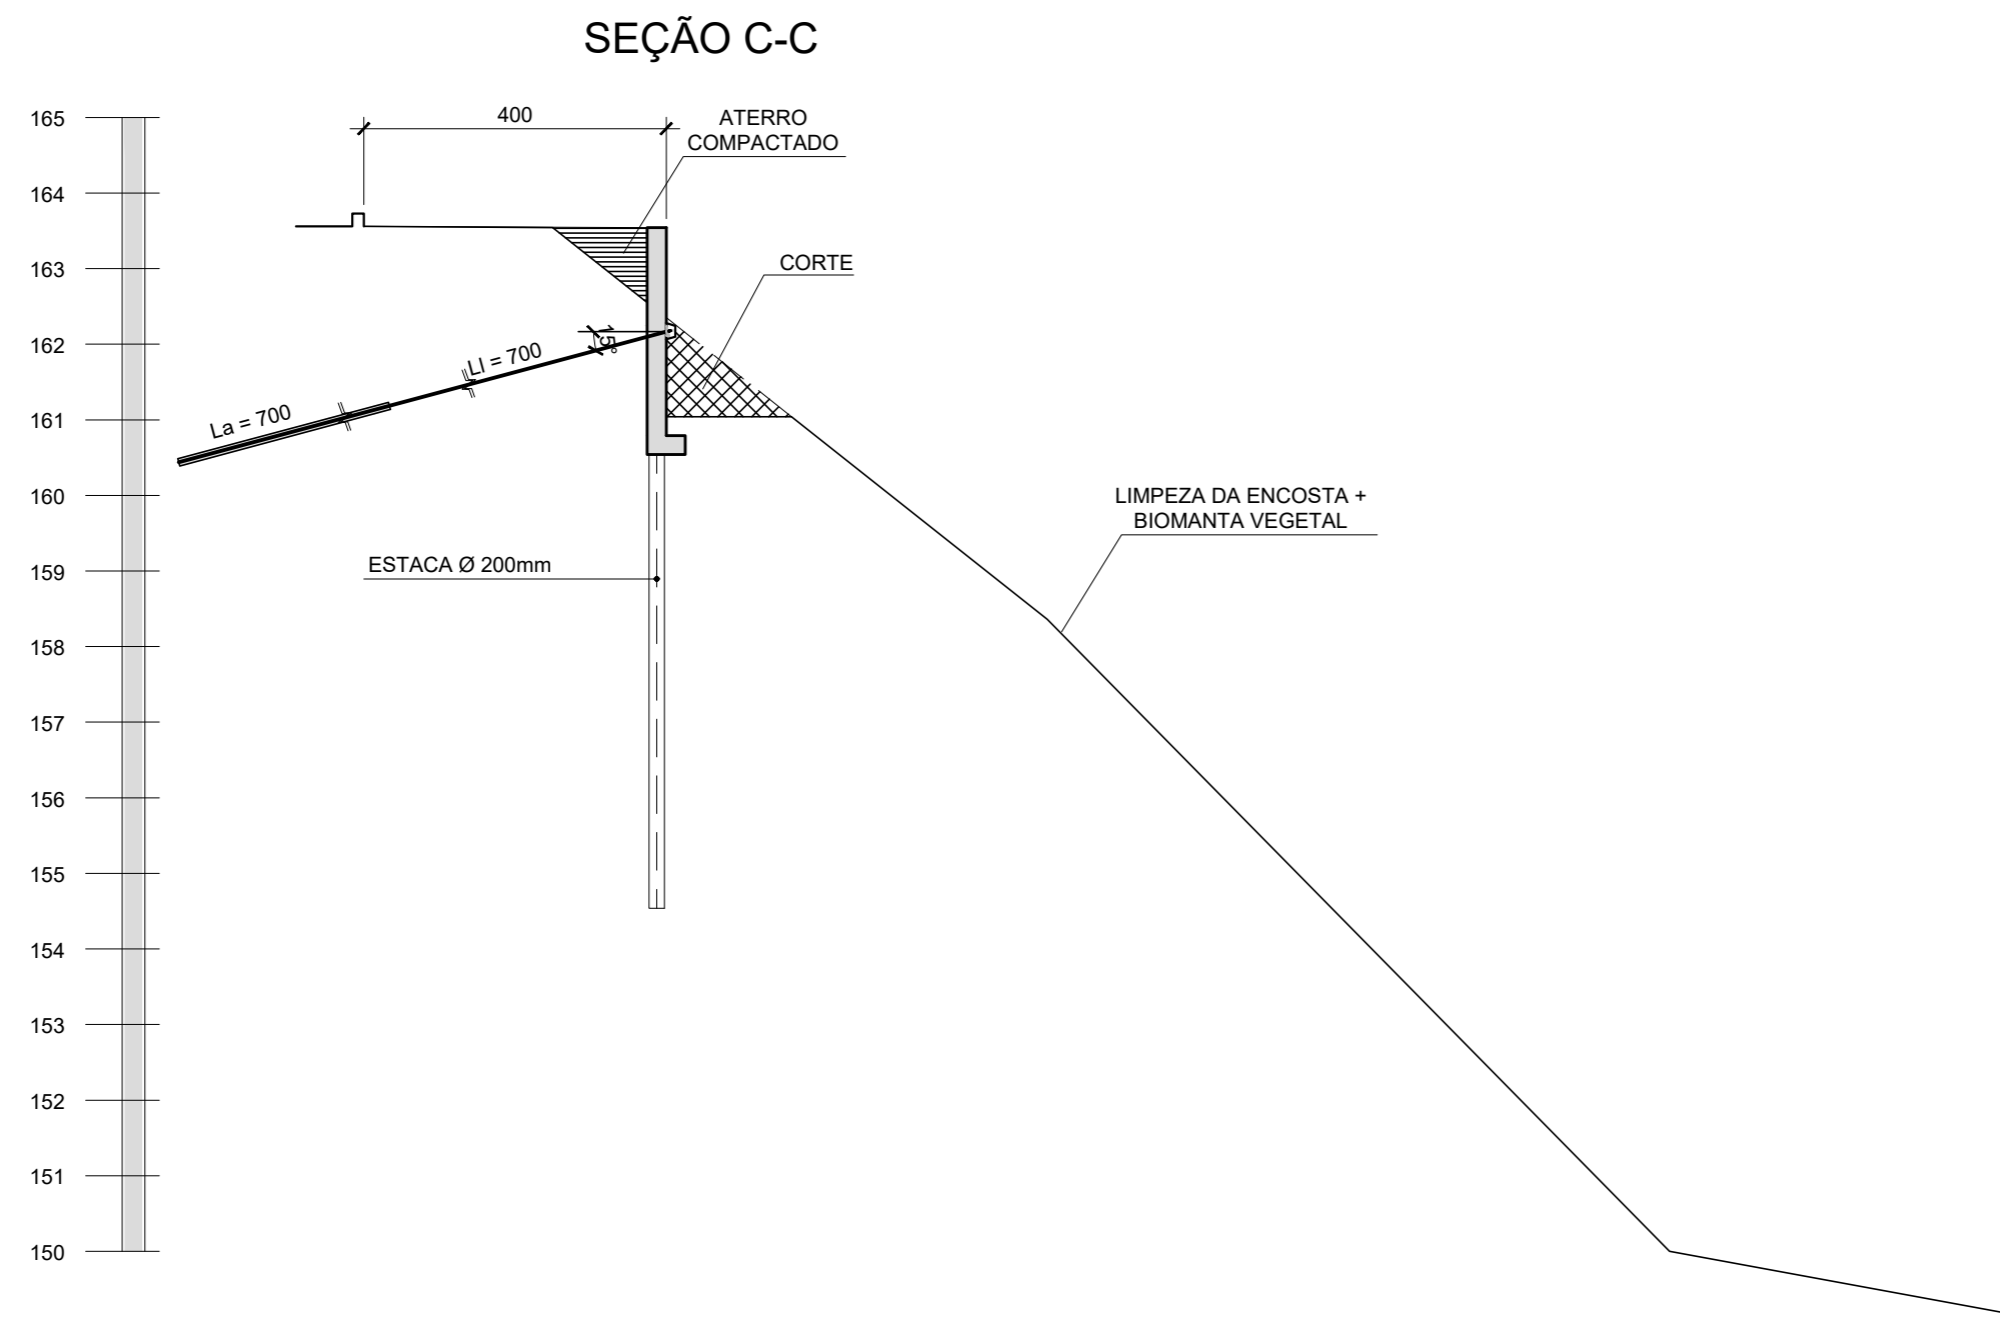 SEÇÃO C-C
165
164
163
162
161
160
159
158
157
156
155
154
153
152
151
150
400
ATERRO
COMPACTADO
CORTE
15°
Ll = 700
La = 700
ESTACA Ø 200mm
LIMPEZA DA ENCOSTA +
BIOMANTA VEGETAL